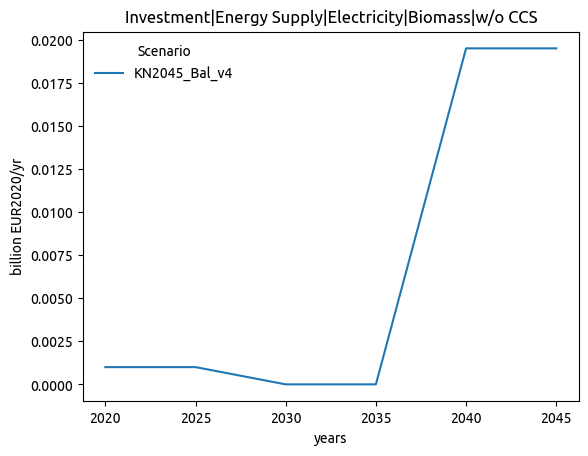 Investment|Energy Supply|Electricity|Biomass|w/o CCS
Scenario
KN2045_Bal_v4
billion EUR2020/yr
0.0200
0.0175
0.0150
0.0125
0.0100
0.0075
0.0050
0.0025
0.0000
2020 2025 2030 2035 2040 2045
years